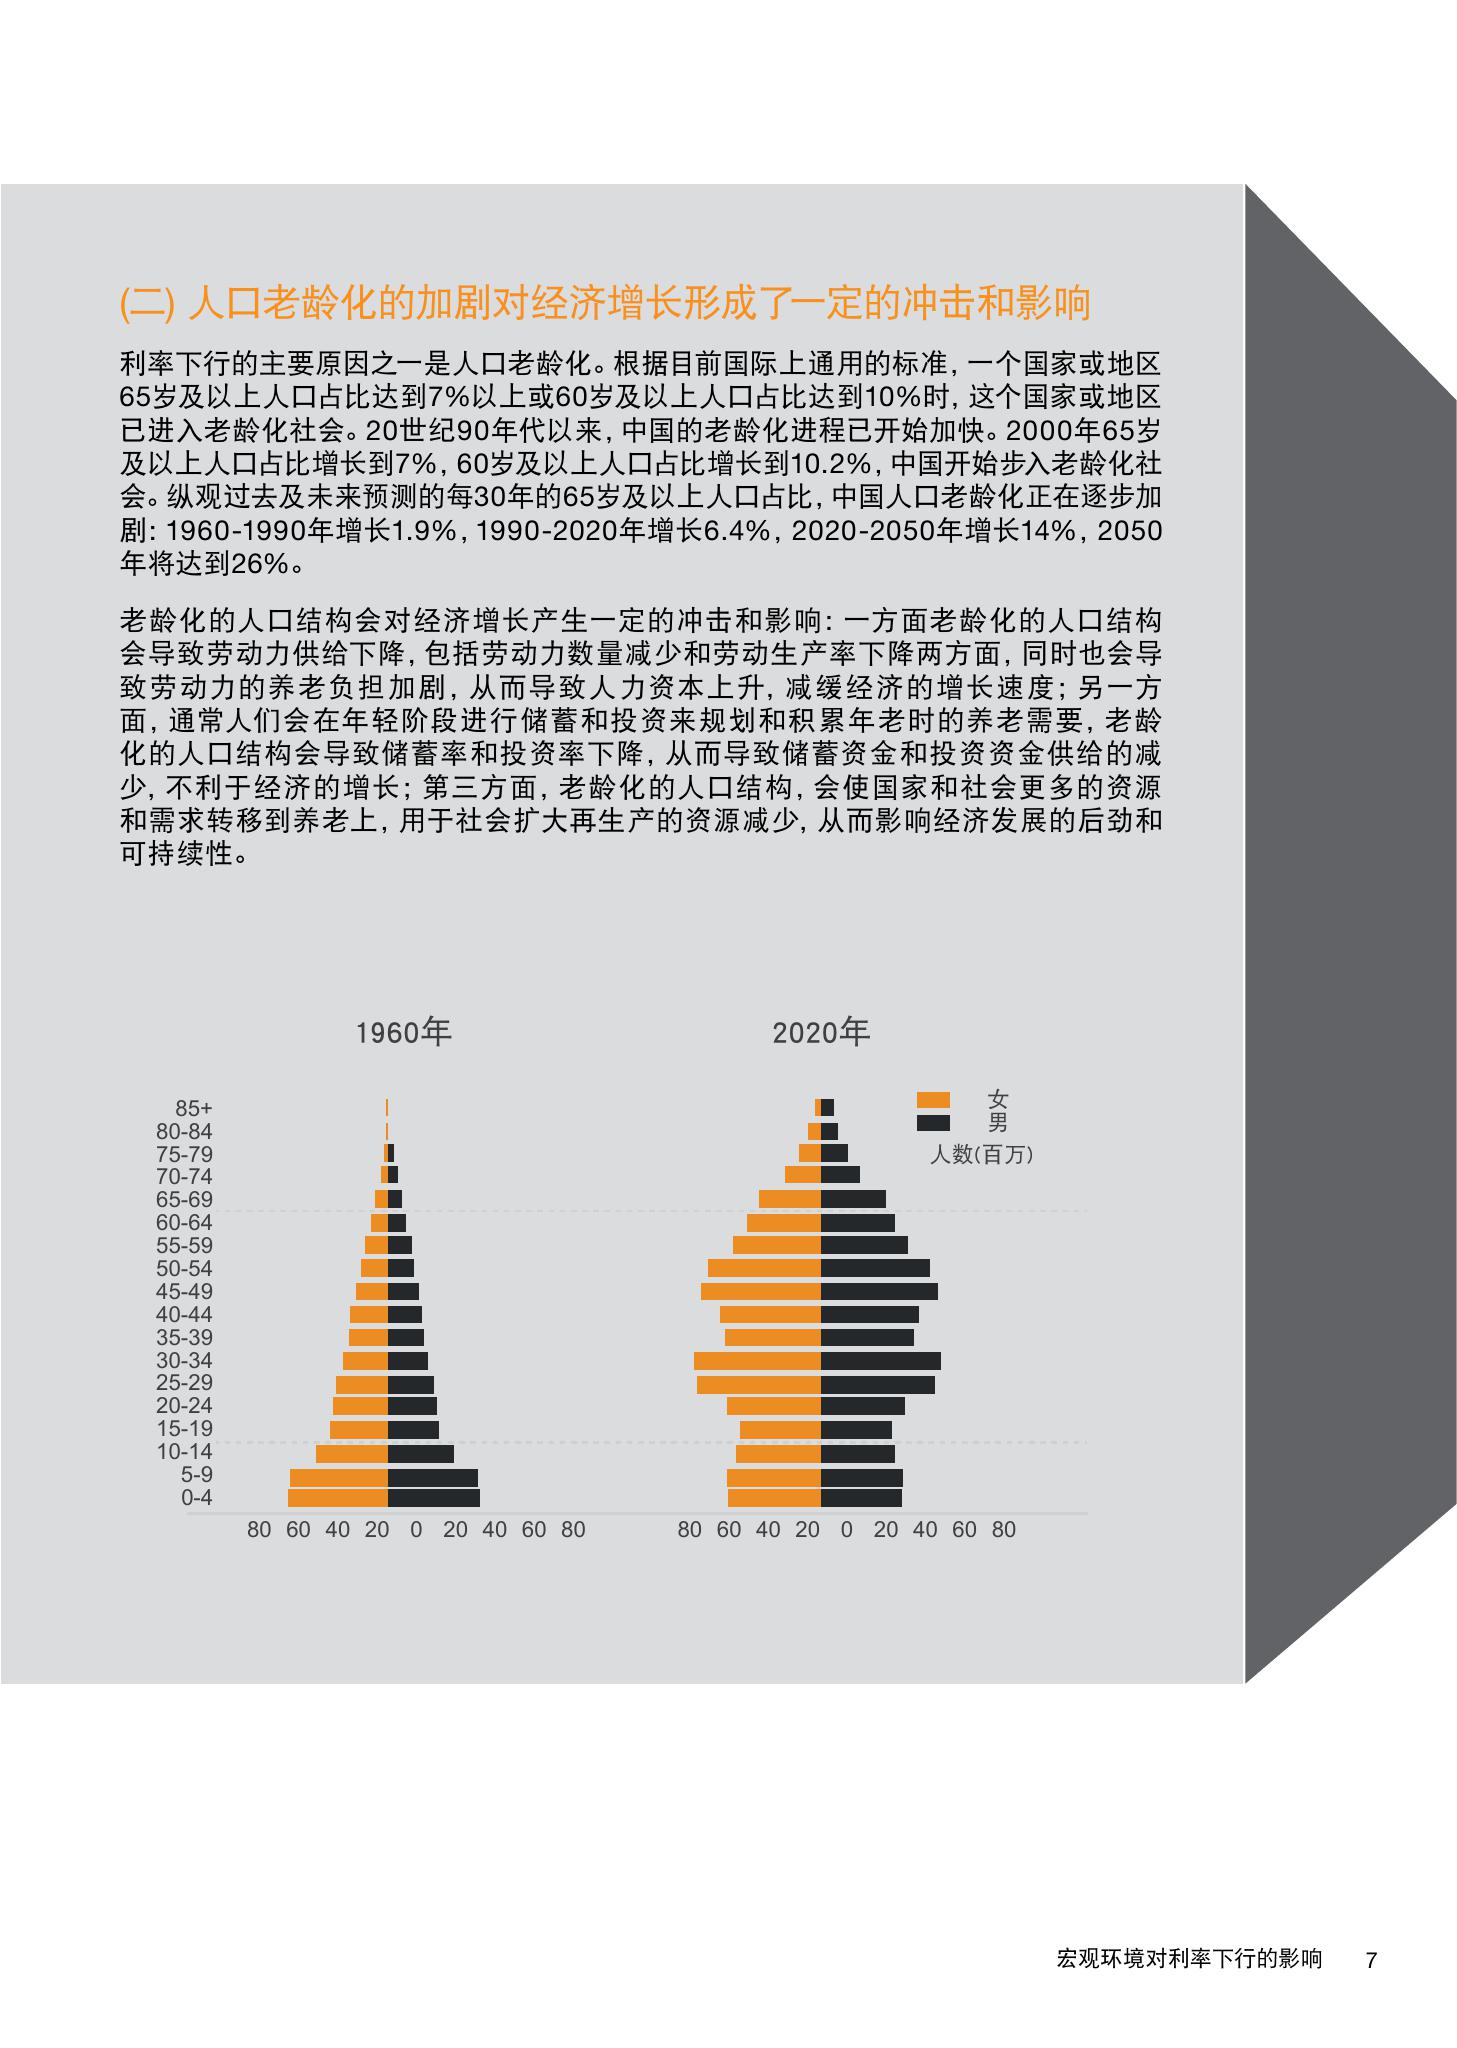 (二) 人口老龄化的加剧对经济增长形成了一定的冲击和影响
利率下行的主要原因之一是人口老龄化。根据目前国际上通用的标准, 一个国家或地区
65岁及以上人口占比达到7%以上或60岁及以上人口占比达到10%时, 这个国家或地区
已进入老龄化社会。20世纪90年代以来, 中国的老龄化进程已开始加快。2000年65岁
及以上人口占比增长到7%, 60岁及以上人口占比增长到10.2%, 中国开始步入老龄化社
会。纵观过去及未来预测的每30年的65岁及以上人口占比, 中国人口老龄化正在逐步加
剧: 1960-1990年增长1.9%, 1990-2020年增长6.4%, 2020-2050年增长14%, 2050
年将达到26%。
老龄化的人口结构会对经济增长产生一定的冲击和影响: 一方面老龄化的人口结构
会导致劳动力供给下降, 包括劳动力数量减少和劳动生产率下降两方面, 同时也会导
致劳动力的养老负担加剧, 从而导致人力资本上升, 减缓经济的增长速度; 另一方
面, 通常人们会在年轻阶段进行储蓄和投资来规划和积累年老时的养老需要, 老龄
化的人口结构会导致储蓄率和投资率下降, 从而导致储蓄资金和投资资金供给的减
少, 不利于经济的增长; 第三方面, 老龄化的人口结构, 会使国家和社会更多的资源
和需求转移到养老上, 用于社会扩大再生产的资源减少, 从而影响经济发展的后劲和
可持续性。
1960年
2020年
85+
80-84
75-79
70-74
65-69
60-64
55-59
50-54
45-49
40-44
35-39
30-34
25-29
20-24
15-19
10-14
5-9
0-4
女
男
人数(百万)
80 60 40 20 0 20 40 60 80
80 60 40 20 0 20 40 60 80
宏观环境对利率下行的影响 7